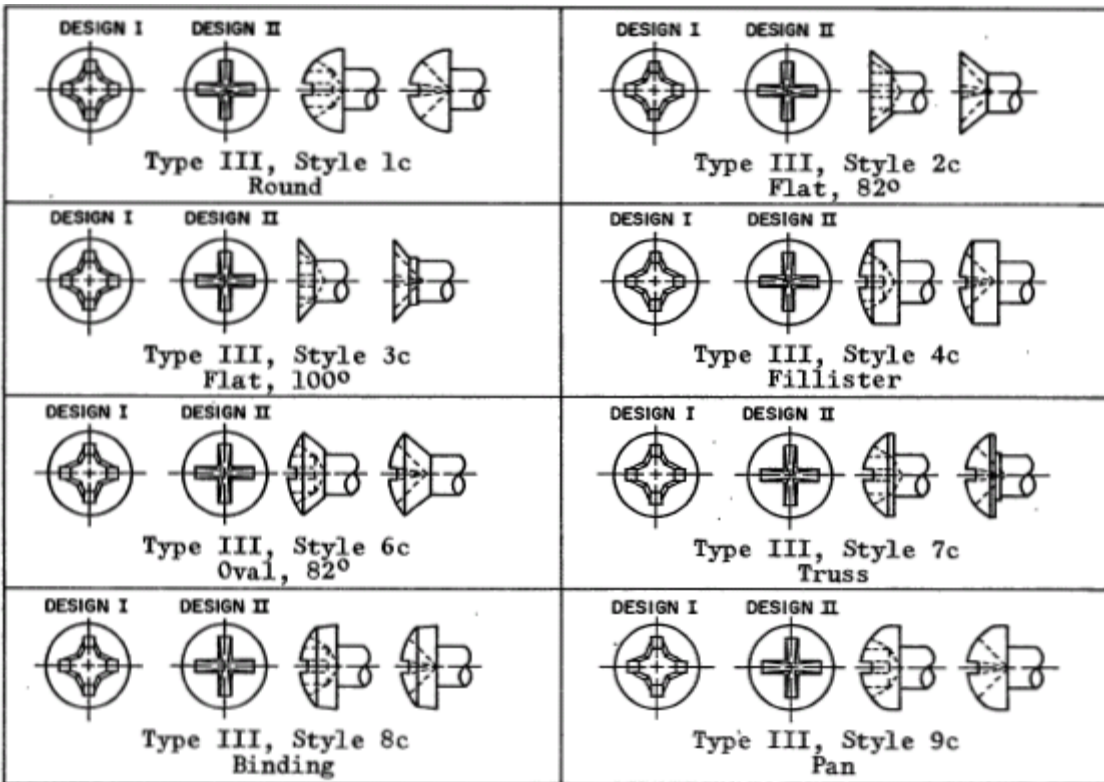 DESIGN I DESIGN II
Type III, Style 1c
Round
DESIGN I DESIGN II
Type III, Style 2c
Flat, 82º
DESIGN I DESIGN II
Type III, Style 3c
Flat, 100º
DESIGN I DESIGN II
Type III, Style 4c
Fillister
DESIGN I DESIGN II
Type III, Style 6c
Oval, 82º
DESIGN I DESIGN II
Type III, Style 7c
Truss
DESIGN I DESIGN II
Type III, Style 8c
Binding
DESIGN I DESIGN II
Type III, Style 9c
Pan